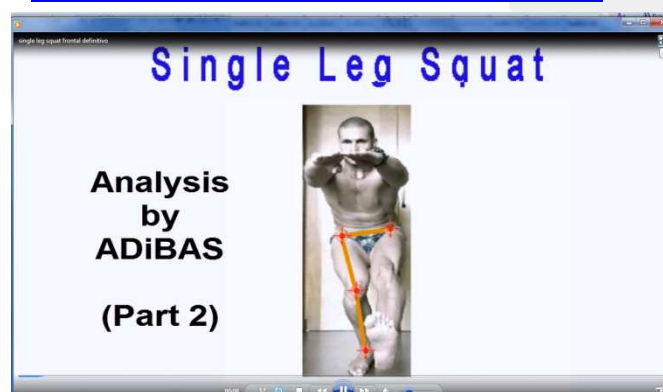 single leg squat frontal definitivo
Single Leg Squat
Analysis
by
ADiBAS
(Part 2)